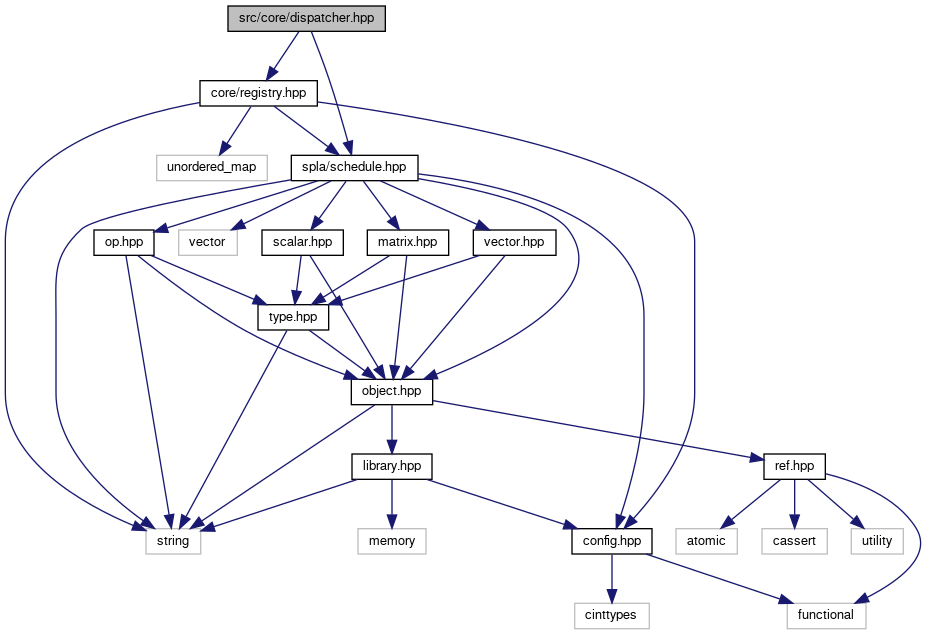 src/core/dispatcher.hpp
core/registry.hpp
unordered_map
spla/schedule.hpp
op.hpp
vector
scalar.hpp
matrix.hpp
vector.hpp
type.hpp
object.hpp
library.hpp
ref.hpp
string
memory
config.hpp
atomic
cassert
utility
cinttypes
functional